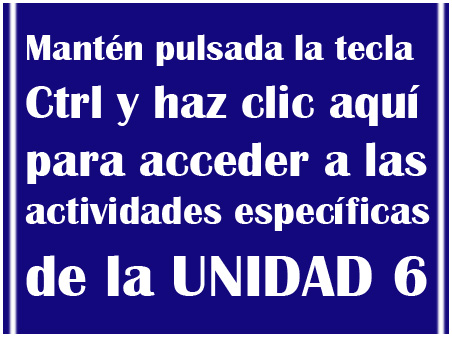 Mantén pulsada la tecla
Ctrl y haz clic aquí
para acceder a las
actividades específicas
de la UNIDAD 6